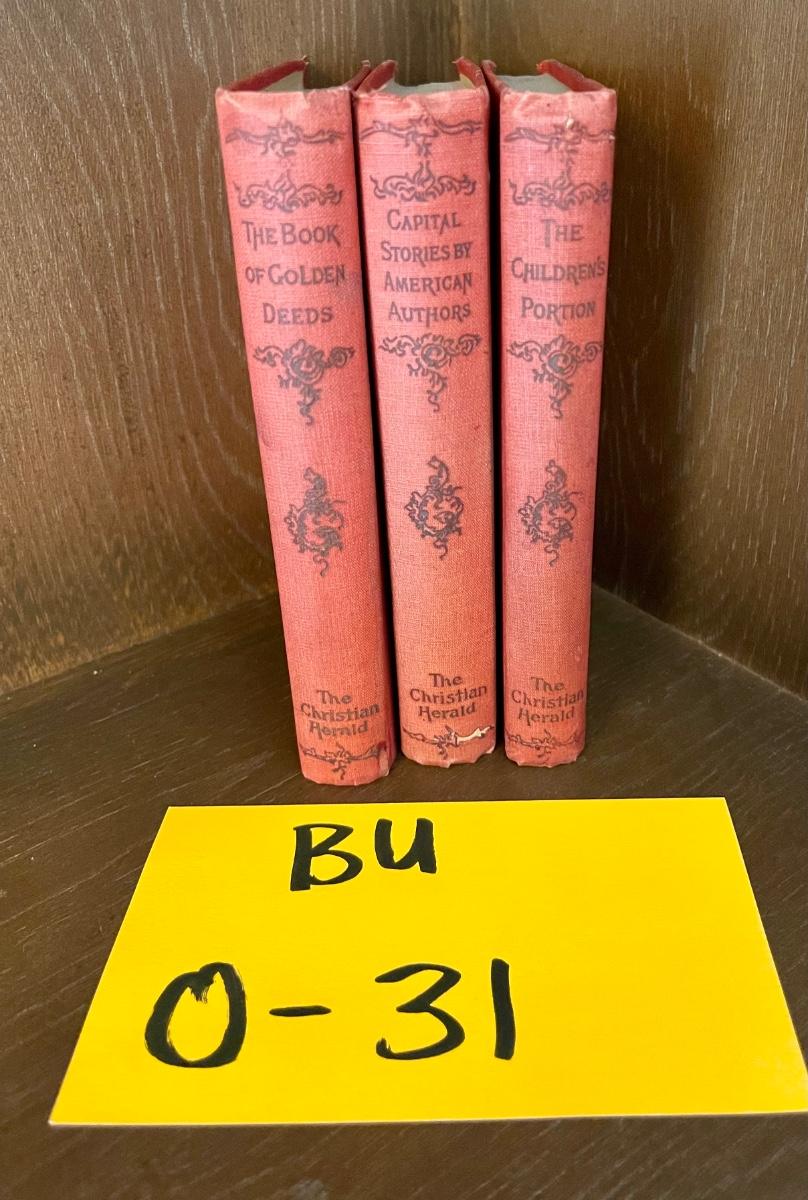 The Book
of Golden
Deeds
The
Christian
Herald
Capital
Stories by
American
Authors
The
Christian
Herald
The
Children's
Portion
The
Christian
Herald
BU
0-31